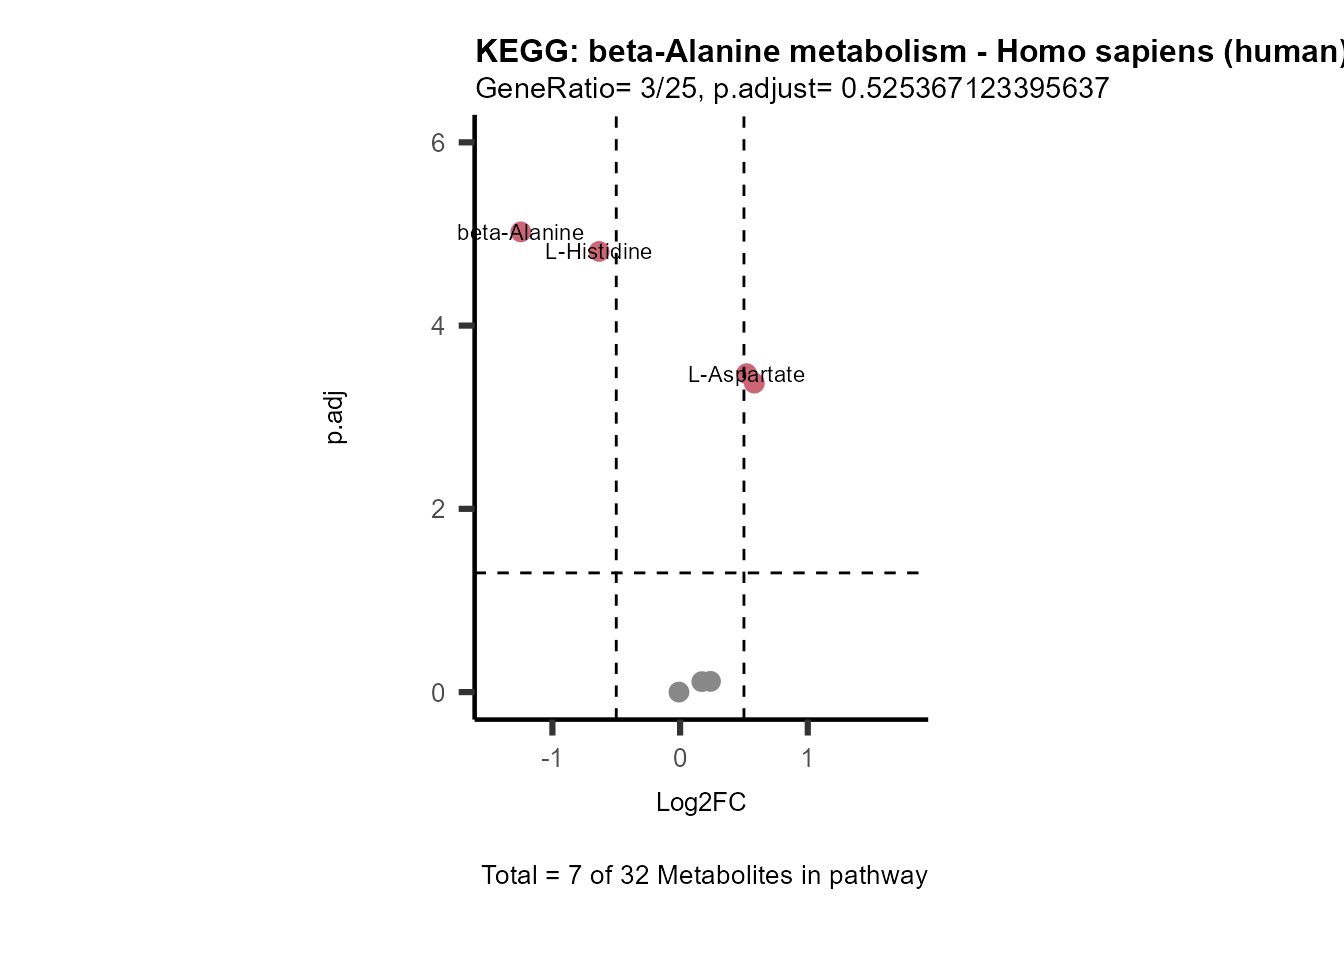 KEGG: beta-Alanine metabolism - Homo sapiens (human)
GeneRatio= 3/25, p.adjust= 0.525367123395637
6
beta-Alanine
L-Histidine
4
L-Aspartate
p.adj
2
0
-1 0 1
Log2FC
Total = 7 of 32 Metabolites in pathway